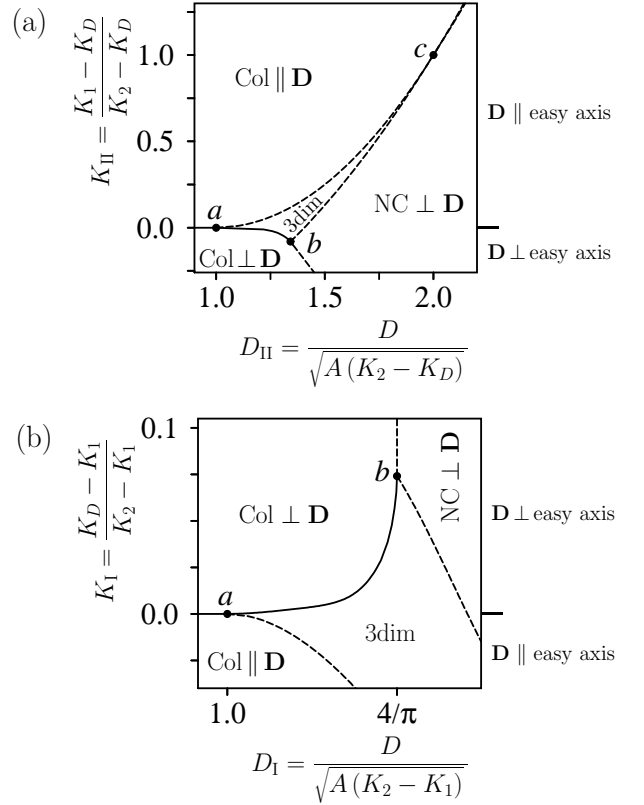 (a)
K_II = (K_1 − K_D) / (K_2 − K_D)
1.0
0.5
0.0
Col ∥ D
c
D ∥ easy axis
a
3dim
NC ⊥ D
b
Col ⊥ D
D ⊥ easy axis
1.0 1.5 2.0
D_II = D / √(A (K_2 − K_D))
(b)
K_I = (K_D − K_1) / (K_2 − K_1)
0.1
0.0
NC ⊥ D
b
Col ⊥ D
D ⊥ easy axis
a
3dim
Col ∥ D
D ∥ easy axis
1.0 4/π
D_I = D / √(A (K_2 − K_1))